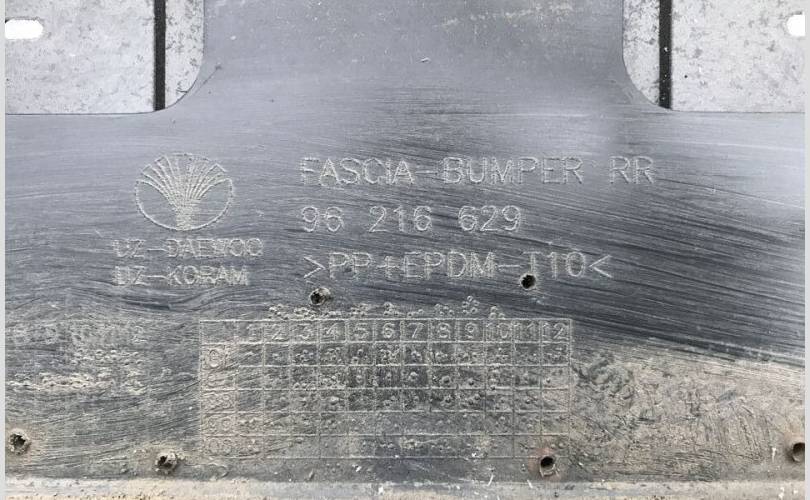 FASCIA-BUMPER RR
96 216 629
UZ-DAEWOO
DZ-KORAM
>PP+EPDM-T10<
1 2 3 4 5 6 7 8 9 10 11 12